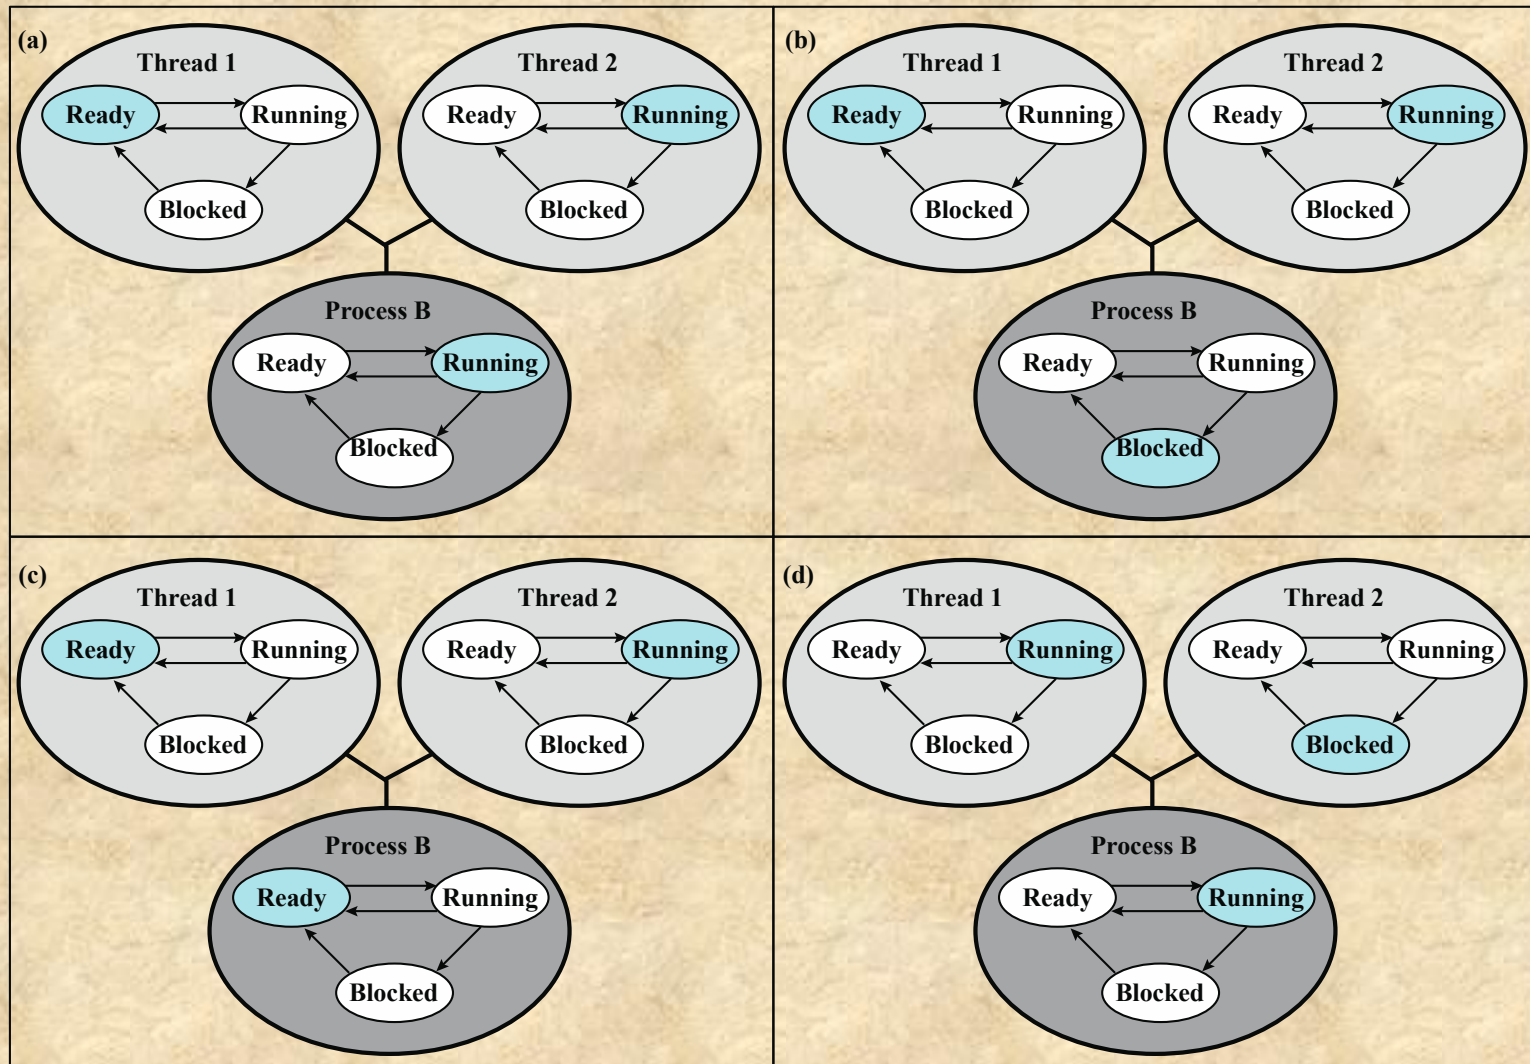 (a)
Thread 1
Ready
Running
Blocked
Thread 2
Ready
Running
Blocked
Process B
Ready
Running
Blocked
(b)
Thread 1
Ready
Running
Blocked
Thread 2
Ready
Running
Blocked
Process B
Ready
Running
Blocked
(c)
Thread 1
Ready
Running
Blocked
Thread 2
Ready
Running
Blocked
Process B
Ready
Running
Blocked
(d)
Thread 1
Ready
Running
Blocked
Thread 2
Ready
Running
Blocked
Process B
Ready
Running
Blocked